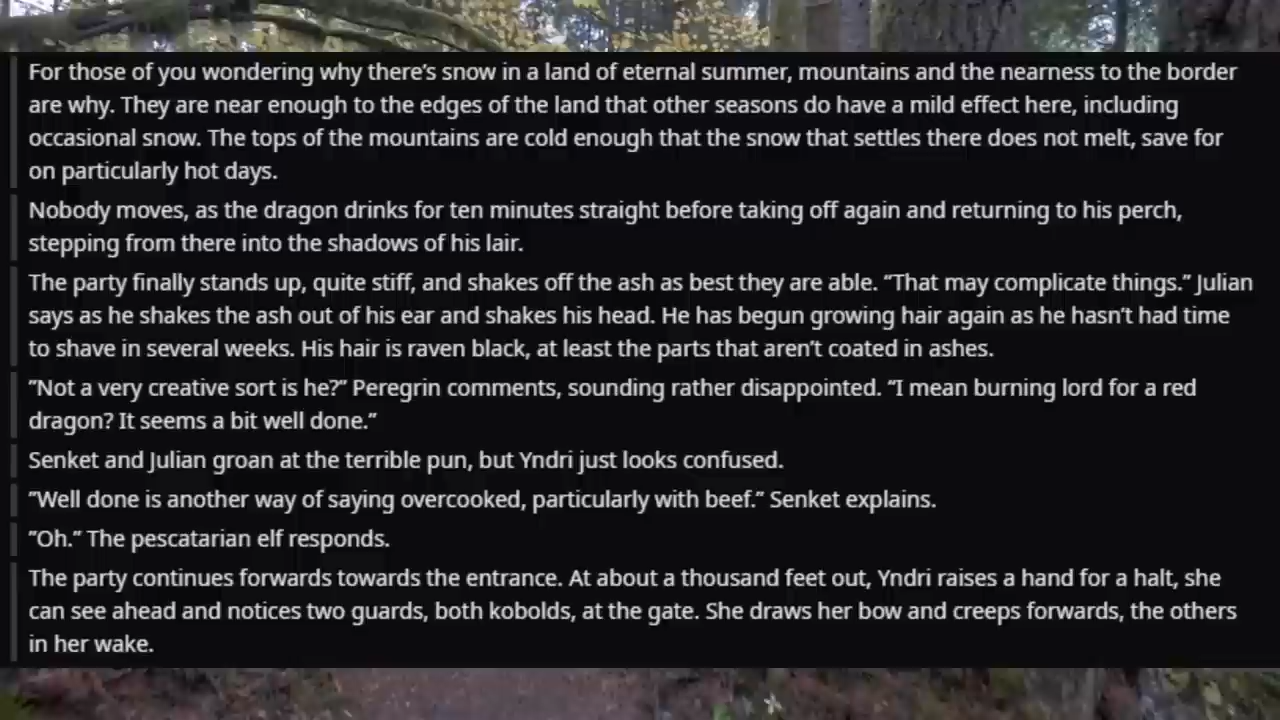 For those of you wondering why there’s snow in a land of eternal summer, mountains and the nearness to the border
are why. They are near enough to the edges of the land that other seasons do have a mild effect here, including
occasional snow. The tops of the mountains are cold enough that the snow that settles there does not melt, save for
on particularly hot days.
Nobody moves, as the dragon drinks for ten minutes straight before taking off again and returning to his perch,
stepping from there into the shadows of his lair.
The party finally stands up, quite stiff, and shakes off the ash as best they are able. “That may complicate things.” Julian
says as he shakes the ash out of his ear and shakes his head. He has begun growing hair again as he hasn’t had time
to shave in several weeks. His hair is raven black, at least the parts that aren’t coated in ashes.
“Not a very creative sort is he?” Peregrin comments, sounding rather disappointed. “I mean burning lord for a red
dragon? It seems a bit well done.”
Senket and Julian groan at the terrible pun, but Yndri just looks confused.
“Well done is another way of saying overcooked, particularly with beef.” Senket explains.
“Oh.” The pescatarian elf responds.
The party continues forwards towards the entrance. At about a thousand feet out, Yndri raises a hand for a halt, she
can see ahead and notices two guards, both kobolds, at the gate. She draws her bow and creeps forwards, the others
in her wake.